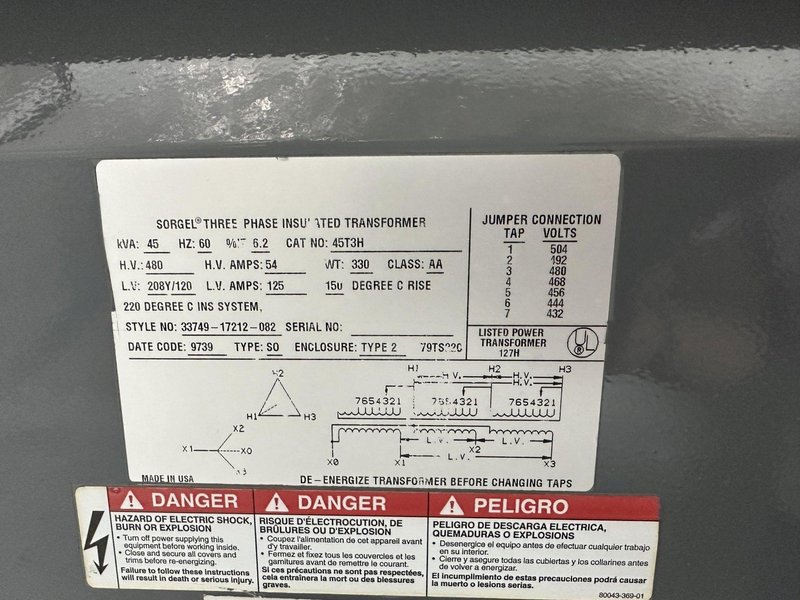 SORGEL® THREE PHASE INSULATED TRANSFORMER
KVA: 45 HZ: 60 6.2 CAT NO: 45T3H
H.V.: 480 H.V. AMPS: 54 WT: 330 CLASS: AA
L.V: 208Y/120 L.V. AMPS: 125 150 DEGREE C RISE
220 DEGREE C INS SYSTEM,
STYLE NO: 33749-17212-082 SERIAL NO:
DATE CODE: 9739 TYPE: SO ENCLOSURE: TYPE 2
JUMPER CONNECTION
TAP VOLTS
1 504
2 492
3 480
4 468
5 456
6 444
7 432
LISTED POWER
TRANSFORMER
127H
UL
®
H2
H1 H3
X2
X1 X0
X3
H1 H.V. H2 H.V. H3
H.V.
7654321 7654321 7654321
L.V. L.V.
X0 X1 L.V. X2 X3
MADE IN USA
DE-ENERGIZE TRANSFORMER BEFORE CHANGING TAPS
DANGER
HAZARD OF ELECTRIC SHOCK,
BURN OR EXPLOSION
• Turn off power supplying this
equipment before working inside.
• Close and secure all covers and
trims before re-energizing.
Failure to follow these instructions
will result in death or serious injury.
DANGER
RISQUE D'ÉLECTROCUTION, DE
BRÛLURES OU D'EXPLOSION
• Coupez l'alimentation de cet appareil avant
d'y travailler.
• Fermez et fixez tous les couvercles et les
garnitures avant de remettre le courant.
Si ces précautions ne sont pas respectées,
cela entraînera la mort ou des blessures
graves.
PELIGRO
PELIGRO DE DESCARGA ELECTRICA,
QUEMADURAS O EXPLOSIONES
• Desenergice el equipo antes de efectuar cualquier trabajo
en su interior.
• Cierre y asegure todas las cubiertas y los collarines antes
de volver a energizar.
El incumplimiento de estas precauciones podrá causar
la muerto o lesiones serias.
80043-369-01